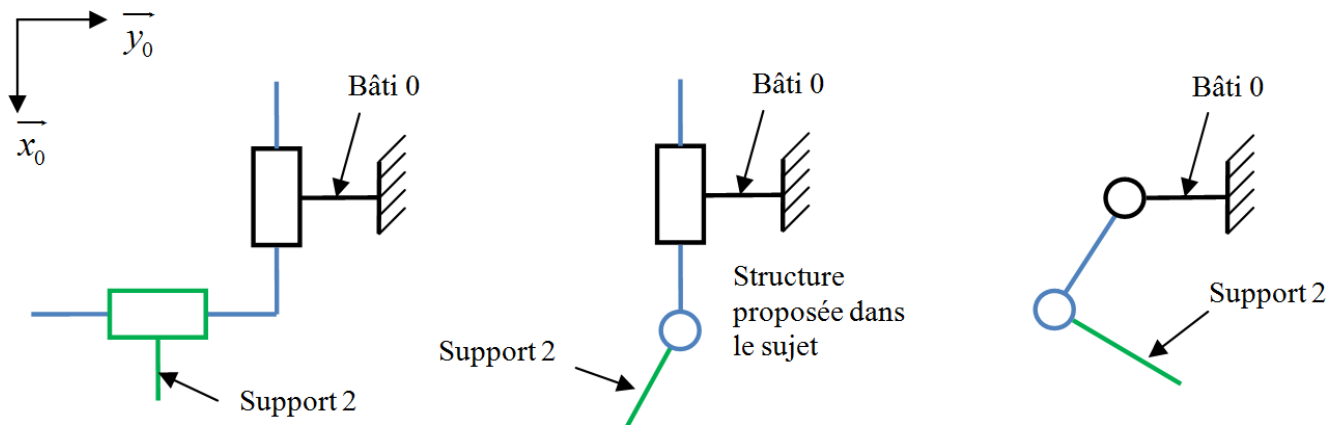 y₀
x₀
Bâti 0
Support 2
Bâti 0
Structure
proposée dans
le sujet
Support 2
Bâti 0
Support 2